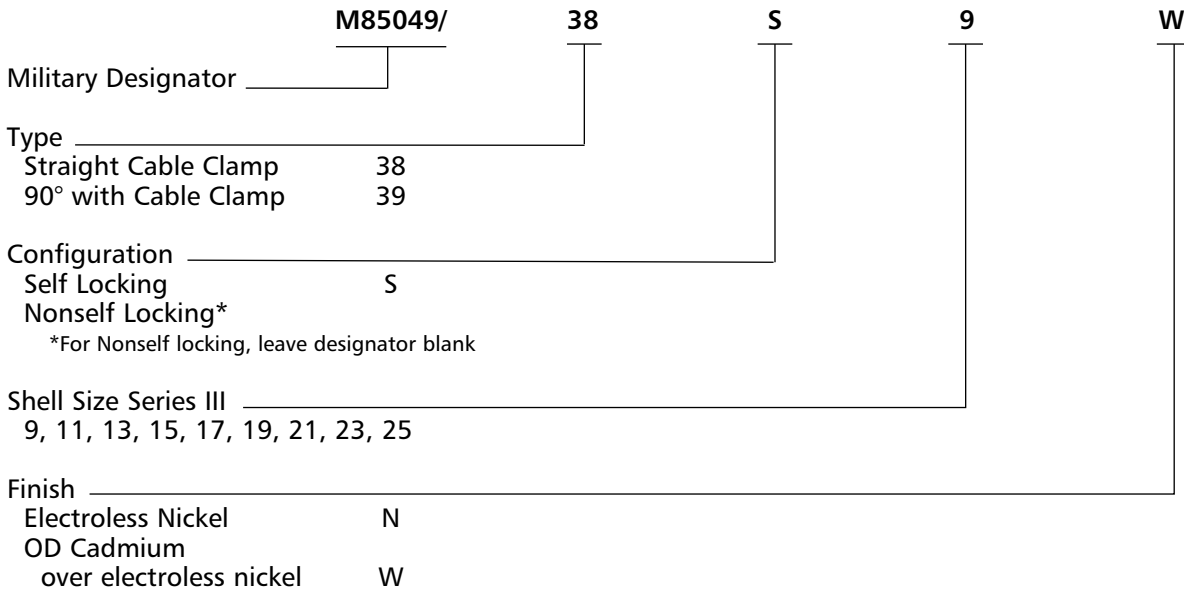 M85049/ 38 S 9 W
Military Designator
Type
Straight Cable Clamp 38
90° with Cable Clamp 39
Configuration
Self Locking S
Nonself Locking*
*For Nonself locking, leave designator blank
Shell Size Series III
9, 11, 13, 15, 17, 19, 21, 23, 25
Finish
Electroless Nickel N
OD Cadmium
over electroless nickel W